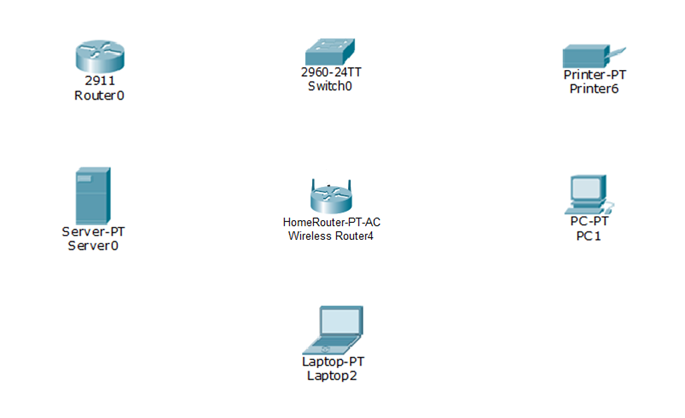 2911
Router0
2960-24TT
Switch0
Printer-PT
Printer6
Server-PT
Server0
HomeRouter-PT-AC
Wireless Router4
PC-PT
PC1
Laptop-PT
Laptop2